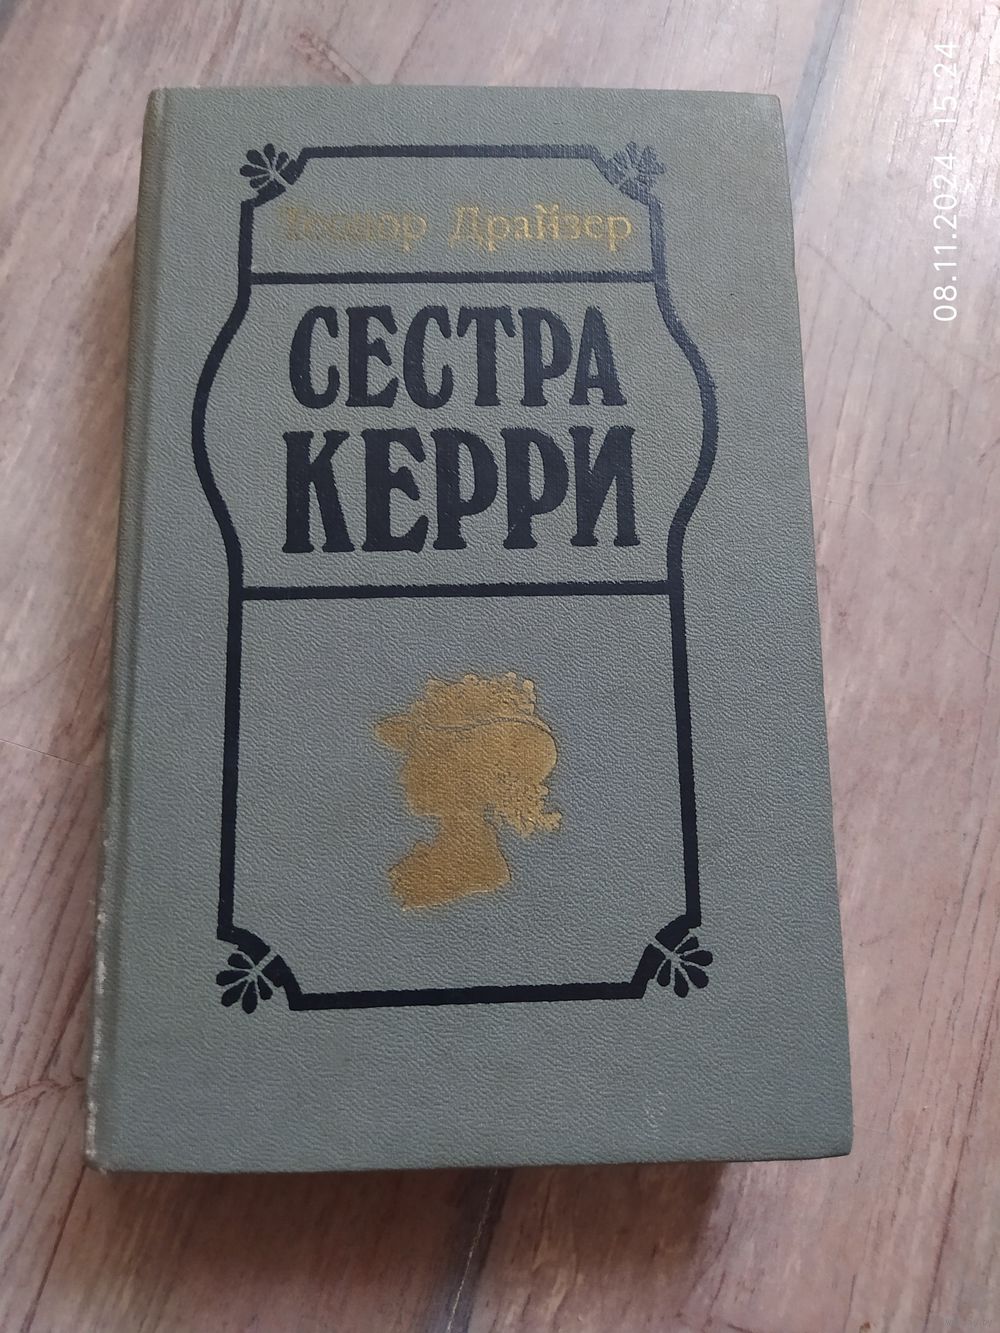 Теодор Драйзер
СЕСТРА
КЕРРИ
08.11.2024 15:24